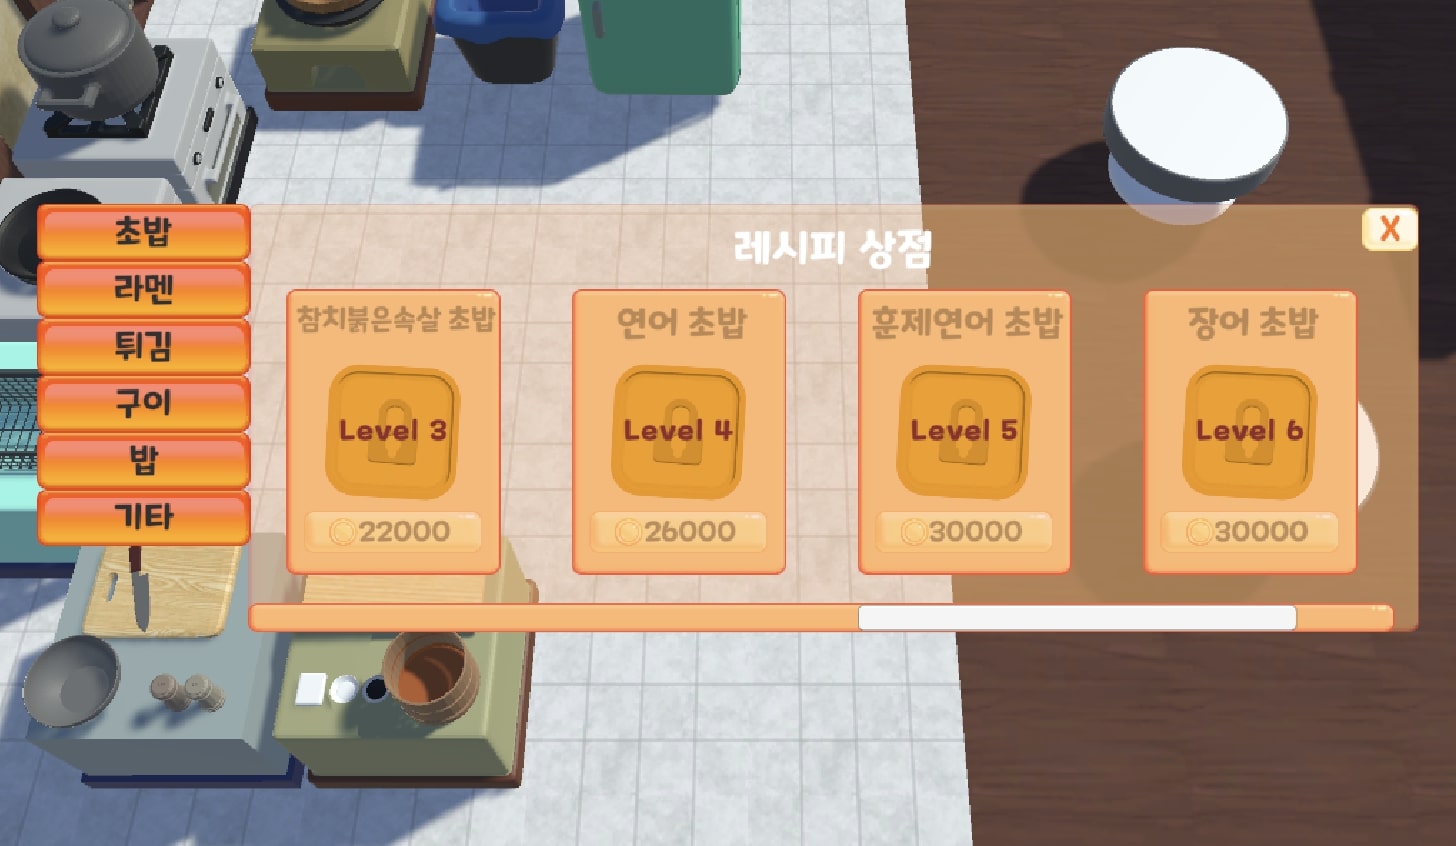 레시피 상점
X
초밥
라멘
튀김
구이
밥
기타
참치붉은속살 초밥
Level 3
22000
연어 초밥
Level 4
26000
훈제연어 초밥
Level 5
30000
장어 초밥
Level 6
30000